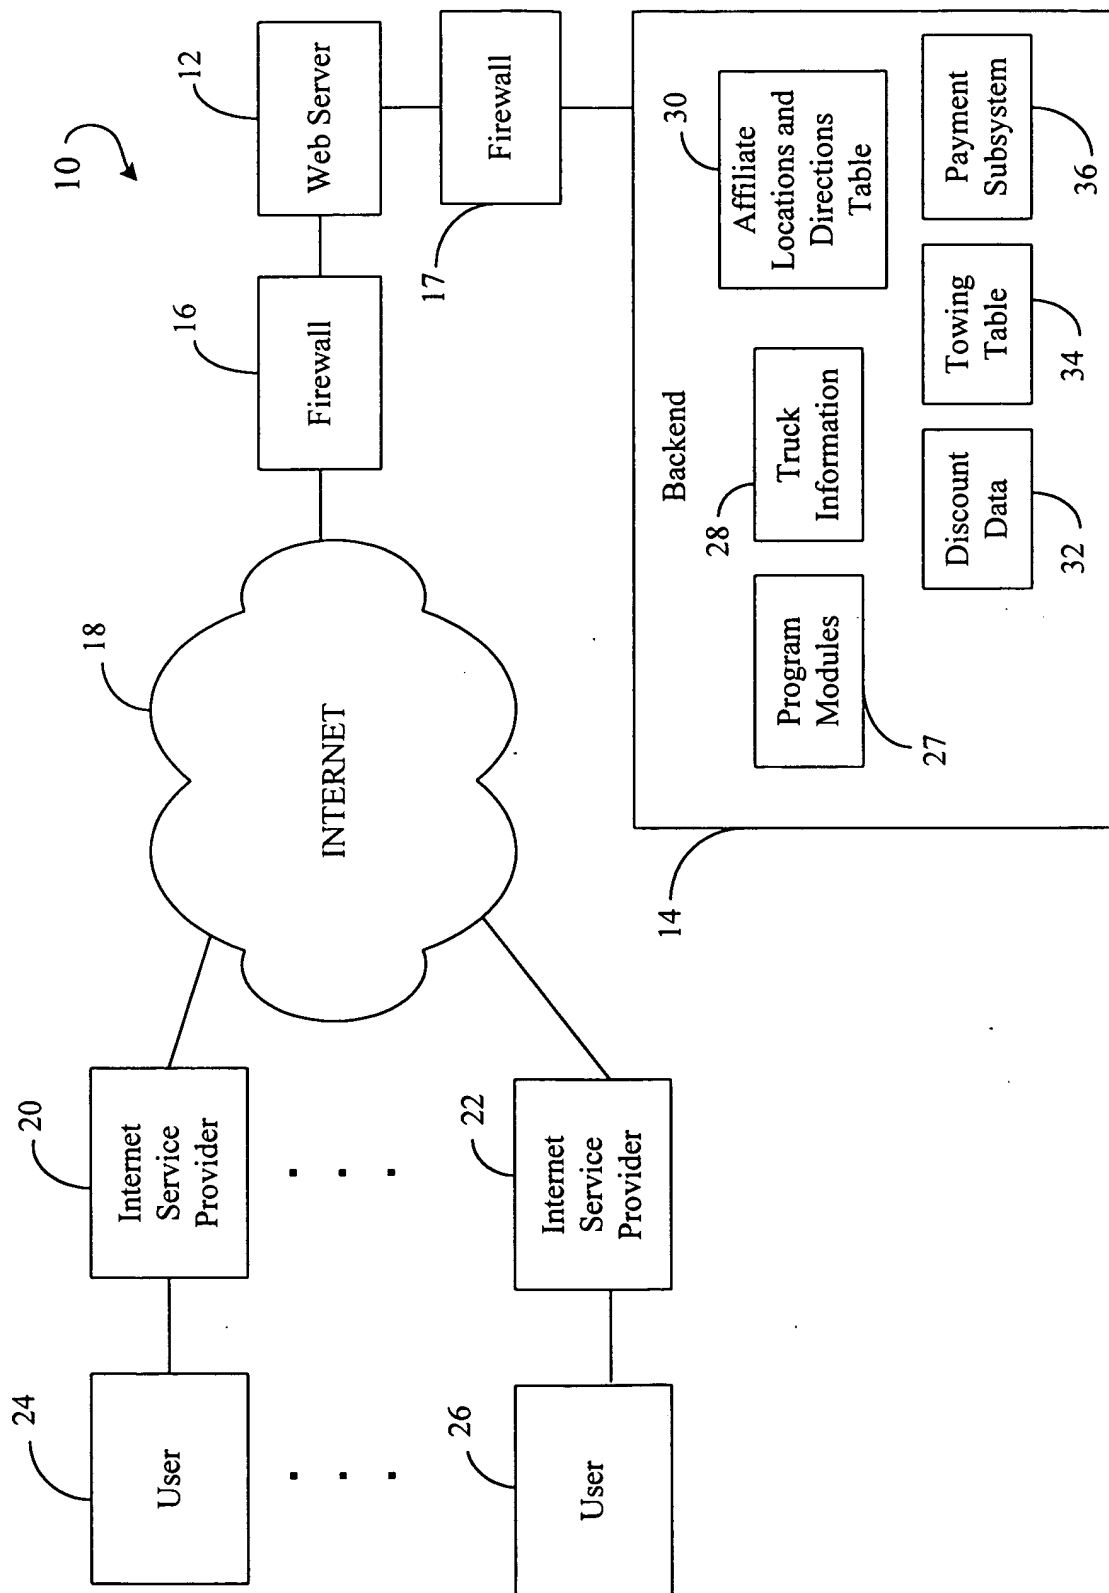 10
24
User
20
Internet
Service
Provider
18
INTERNET
16
Firewall
12
Web Server
26
User
22
Internet
Service
Provider
17
Firewall
14
Backend
27
Program
Modules
28
Truck
Information
30
Affiliate
Locations and
Directions
Table
32
Discount
Data
34
Towing
Table
36
Payment
Subsystem